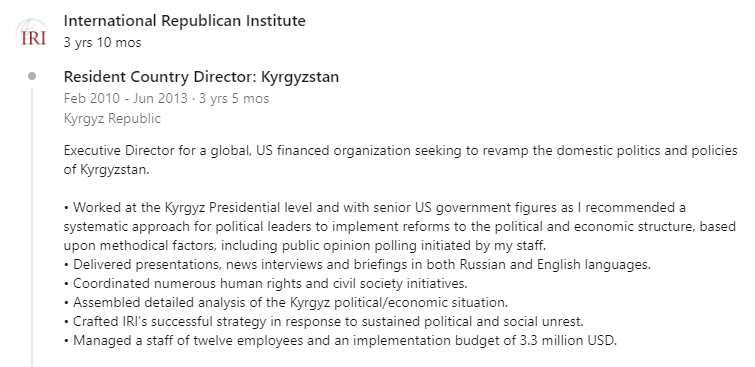 International Republican Institute
IRI
3 yrs 10 mos
Resident Country Director: Kyrgyzstan
Feb 2010 - Jun 2013 · 3 yrs 5 mos
Kyrgyz Republic
Executive Director for a global, US financed organization seeking to revamp the domestic politics and policies
of Kyrgyzstan.
• Worked at the Kyrgyz Presidential level and with senior US government figures as I recommended a
systematic approach for political leaders to implement reforms to the political and economic structure, based
upon methodical factors, including public opinion polling initiated by my staff.
• Delivered presentations, news interviews and briefings in both Russian and English languages.
• Coordinated numerous human rights and civil society initiatives.
• Assembled detailed analysis of the Kyrgyz political/economic situation.
• Crafted IRI's successful strategy in response to sustained political and social unrest.
• Managed a staff of twelve employees and an implementation budget of 3.3 million USD.